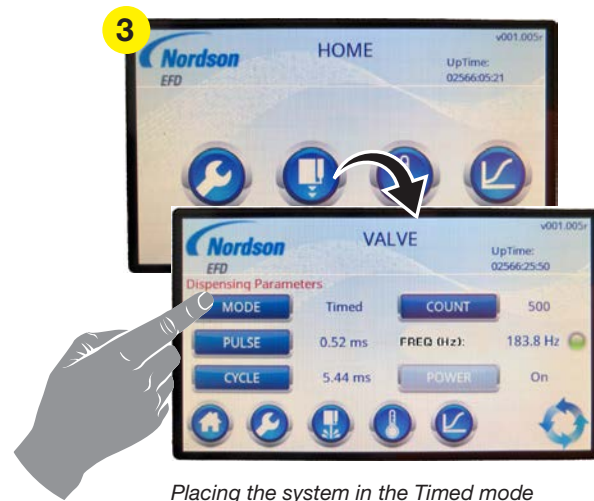 3
Nordson
EFD
HOME
v001.005r
UpTime:
02566:05:21
Nordson
EFD
VALVE
v001.005r
UpTime:
02566:25:50
Dispensing Parameters
MODE Timed COUNT 500
PULSE 0.52 ms FREQ (Hz): 183.8 Hz
CYCLE 5.44 ms POWER On
Placing the system in the Timed mode